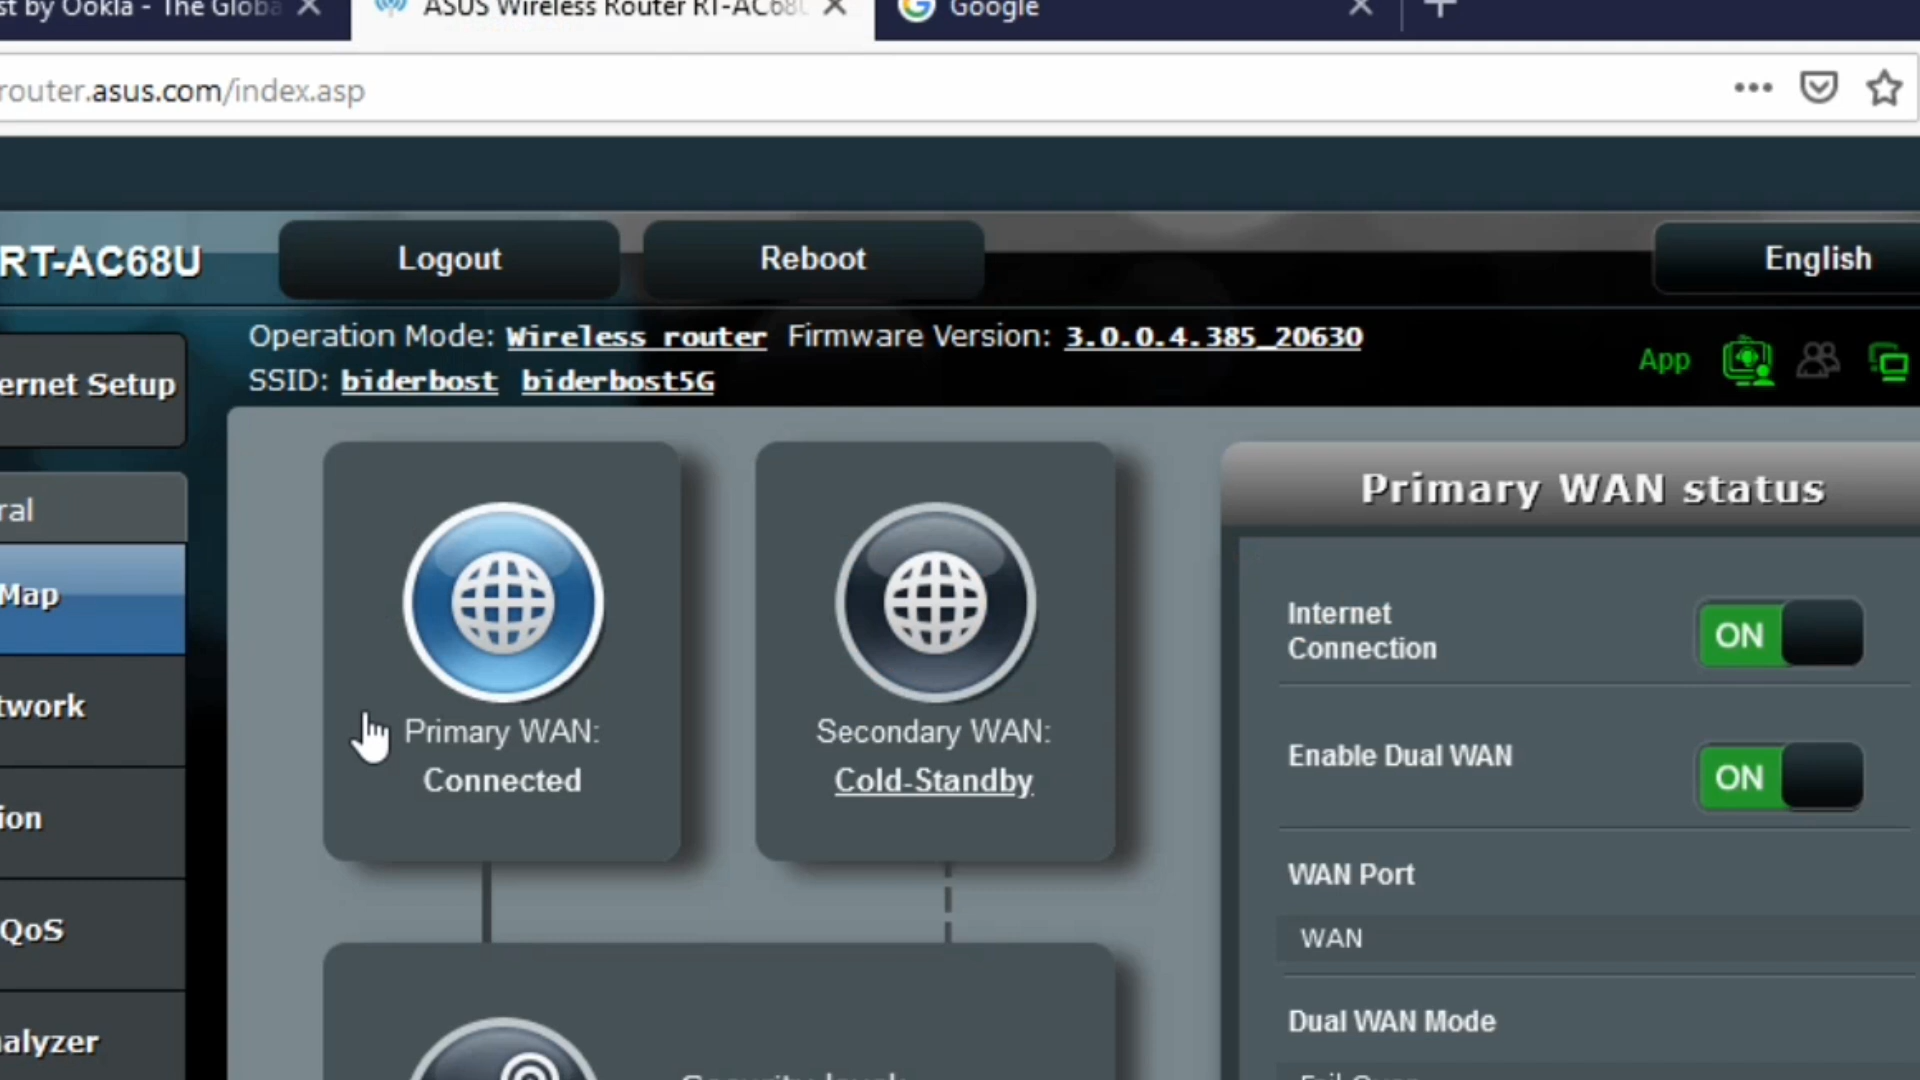 st by Ookla - The Globa
ASUS Wireless Router RT-AC68U
Google
router.asus.com/index.asp
RT-AC68U
Logout
Reboot
English
Operation Mode: Wireless router Firmware Version: 3.0.0.4.385_20630
SSID: biderbost biderbost5G
App
ernet Setup
ral
Map
twork
ion
QoS
nalyzer
Primary WAN:
Connected
Secondary WAN:
Cold-Standby
Primary WAN status
Internet
Connection
ON
Enable Dual WAN
ON
WAN Port
WAN
Dual WAN Mode